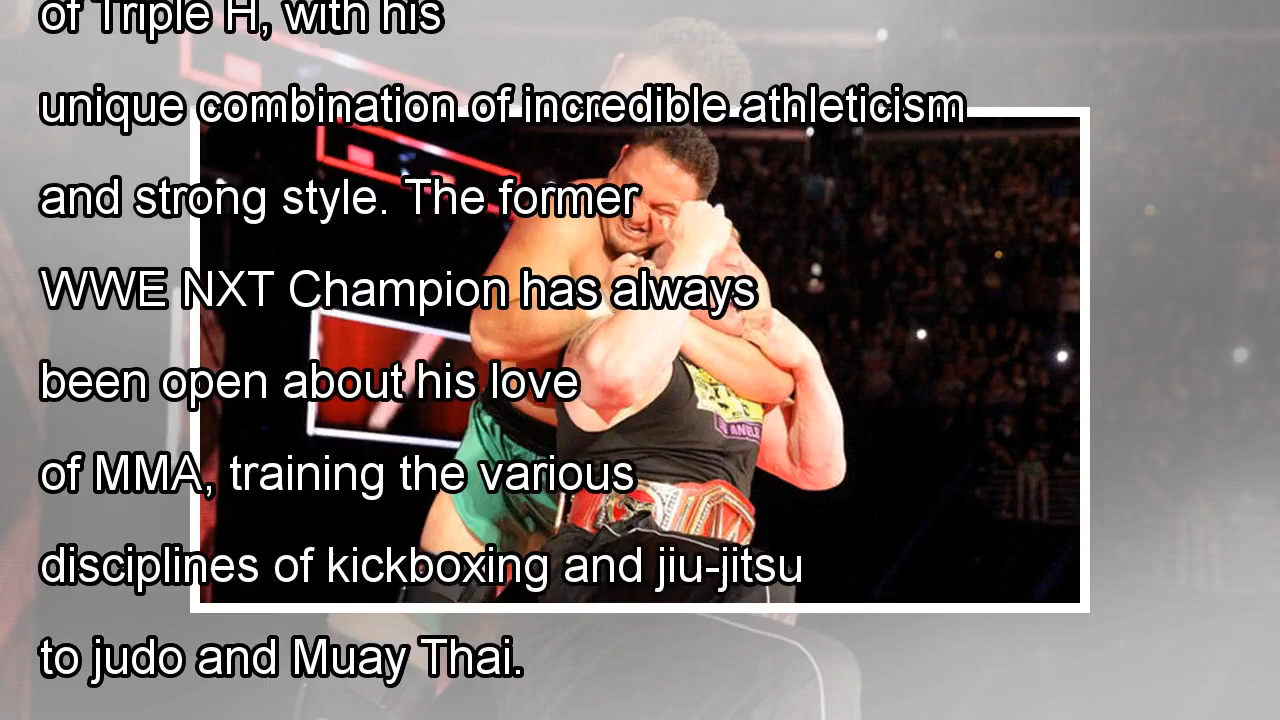 of Triple H, with his
unique combination of incredible athleticism
and strong style. The former
WWE NXT Champion has always
been open about his love
of MMA, training the various
disciplines of kickboxing and jiu-jitsu
to judo and Muay Thai.